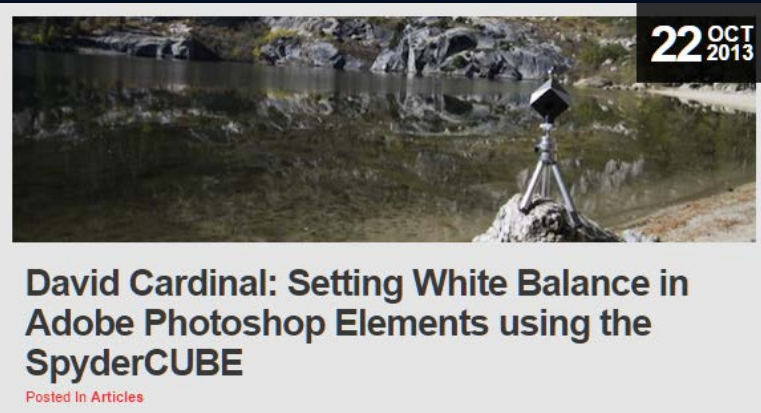 22 OCT
2013
David Cardinal: Setting White Balance in
Adobe Photoshop Elements using the
SpyderCUBE
Posted In Articles